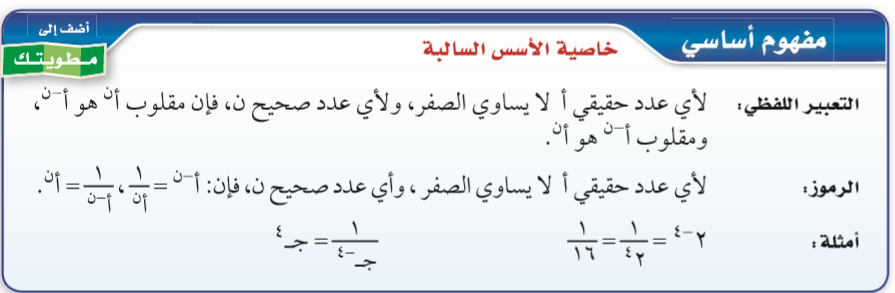 مفهوم أساسي
خاصية الأسس السالبة
أضف إلى
مـطويتـك
التعبير اللفظي: لأي عدد حقيقي أ لا يساوي الصفر، ولأي عدد صحيح ن، فإن مقلوب أ^ن هو أ^−ن،
ومقلوب أ^−ن هو أ^ن.
الرموز: لأي عدد حقيقي أ لا يساوي الصفر، وأي عدد صحيح ن، فإن: أ^−ن = ١/أ^ن، ١/أ^−ن = أ^ن.
أمثلة: ٢^−٤ = ١/٢^٤ = ١/١٦ ١/جـ^−٤ = جـ^٤